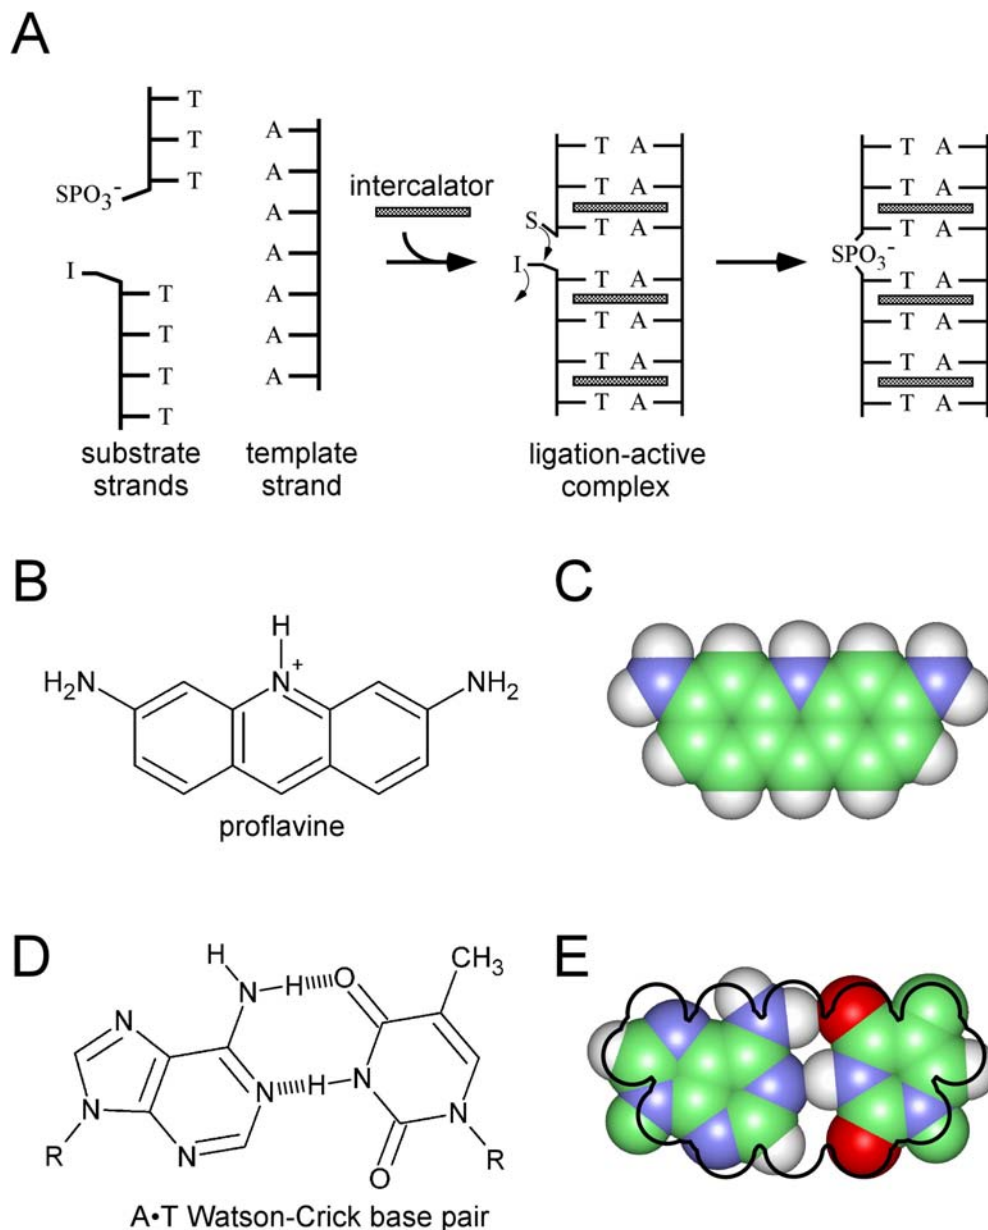 A
T
T
T
SPO₃⁻
I
T
T
T
T
substrate
strands
A
A
A
A
A
A
A
template
strand
intercalator
T A
T A
S
T A
I
T A
T A
T A
T A
ligation-active
complex
T A
T A
T A
SPO₃⁻
T A
T A
T A
T A
B
H
N
+
H₂N
NH₂
proflavine
C
D
H
N
H
O
CH₃
N
N
H
N
N
N
N
R
O
R
A•T Watson-Crick base pair
E